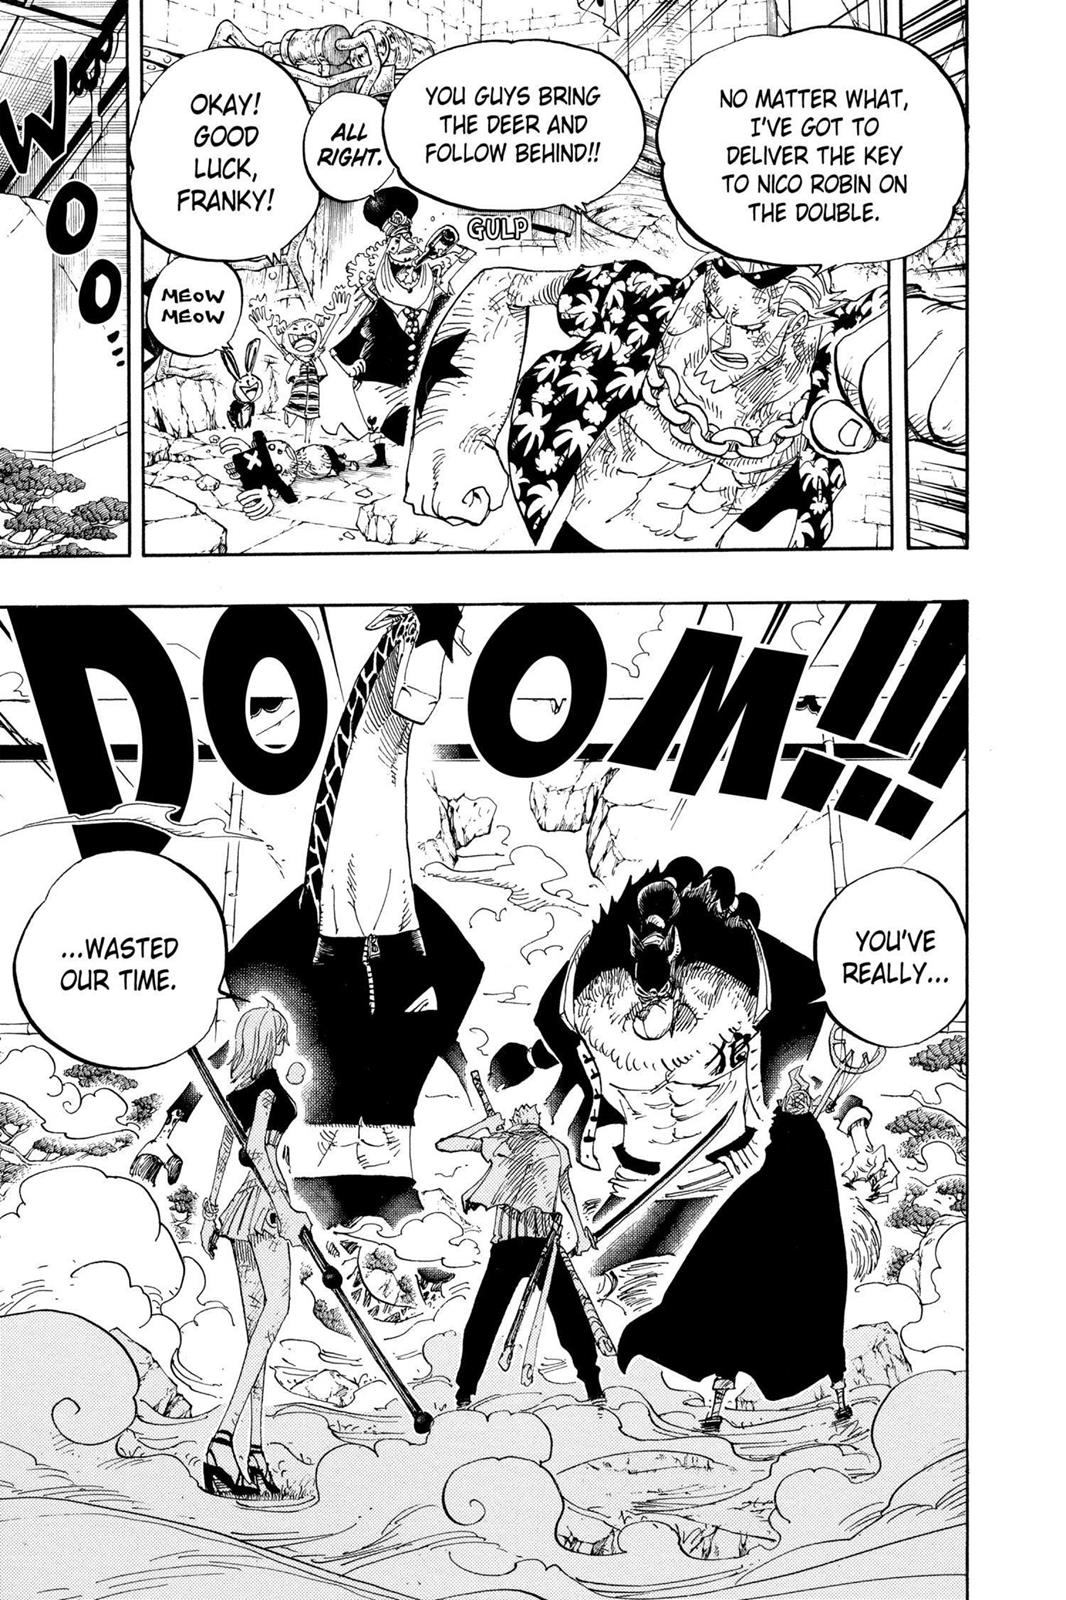 NO MATTER WHAT,
I'VE GOT TO
DELIVER THE KEY
TO NICO ROBIN ON
THE DOUBLE.
YOU GUYS BRING
THE DEER AND
FOLLOW BEHIND!!
GULP
ALL
RIGHT.
OKAY!
GOOD
LUCK,
FRANKY!
MEOW
MEOW
WOO...
DOOM!!!
YOU'VE
REALLY...
...WASTED
OUR TIME.